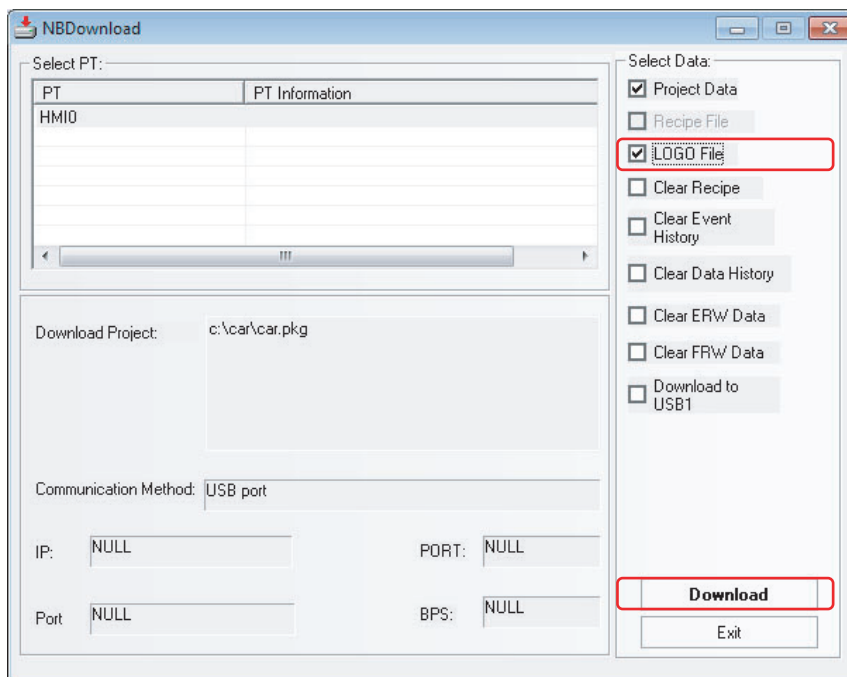 NBDownload
Select PT:
PT PT Information
HMI0
Download Project: c:\car\car.pkg
Communication Method: USB port
IP: NULL PORT: NULL
Port NULL BPS: NULL
Select Data:
Project Data
Recipe File
LOGO File
Clear Recipe
Clear Event
History
Clear Data History
Clear ERW Data
Clear FRW Data
Download to
USB1
Download
Exit